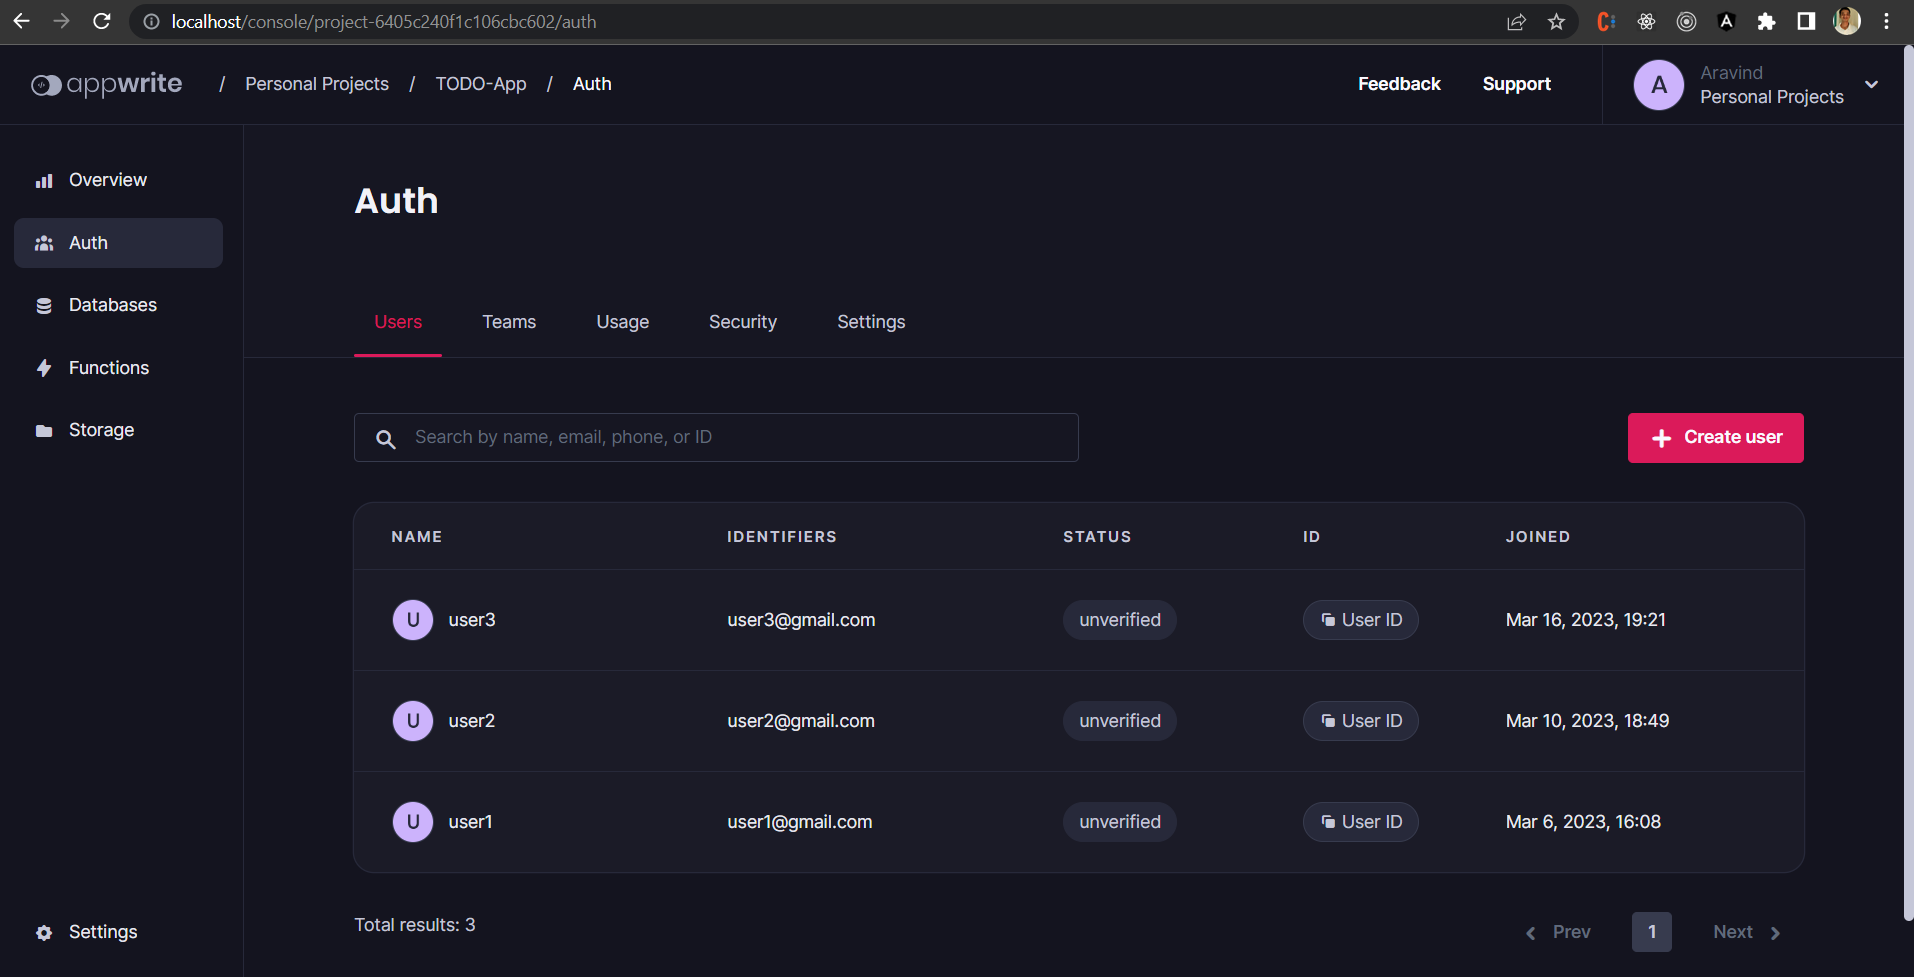 localhost/console/project-6405c240f1c106cbc602/auth
appwrite / Personal Projects / TODO-App / Auth
Feedback Support
A Aravind
Personal Projects
Overview
Auth
Databases
Functions
Storage
Settings
Auth
Users Teams Usage Security Settings
Search by name, email, phone, or ID
Create user
NAME IDENTIFIERS STATUS ID JOINED
U user3 user3@gmail.com unverified User ID Mar 16, 2023, 19:21
U user2 user2@gmail.com unverified User ID Mar 10, 2023, 18:49
U user1 user1@gmail.com unverified User ID Mar 6, 2023, 16:08
Total results: 3
Prev 1 Next